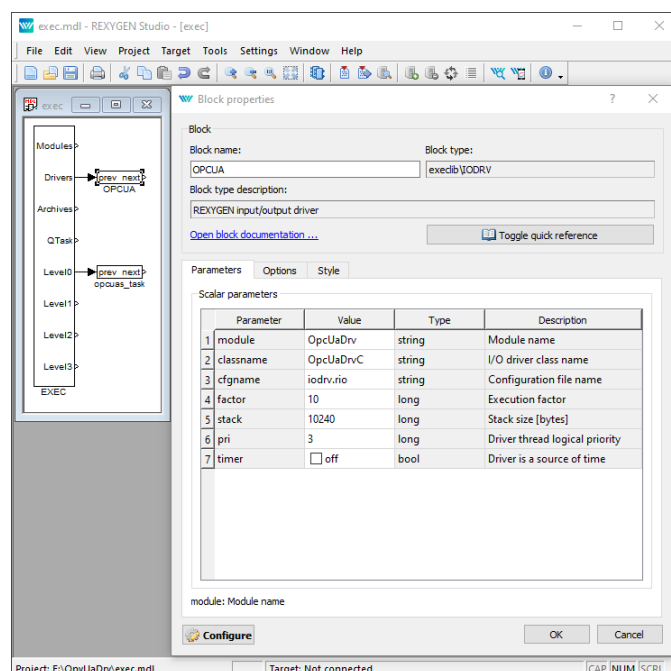 exec.mdl - REXYGEN Studio - [exec]
File Edit View Project Target Tools Settings Window Help
exec
Modules
Drivers
prev next
OPCUA
Archives
QTask
Level0
prev next
opcuas_task
Level1
Level2
Level3
EXEC
Block properties
?
Block
Block name:
Block type:
OPCUA
execlib\IODRV
Block type description:
REXYGEN input/output driver
Open block documentation ...
Toggle quick reference
Parameters Options Style
Scalar parameters
Parameter Value Type Description
1 module OpcUaDrv string Module name
2 classname OpcUaDrvC string I/O driver class name
3 cfgname iodrv.rio string Configuration file name
4 factor 10 long Execution factor
5 stack 10240 long Stack size [bytes]
6 pri 3 long Driver thread logical priority
7 timer off bool Driver is a source of time
module: Module name
Configure
OK
Cancel
Project: E:\OpyUaDrv\exec.mdl
Target: Not connected
CAP NUM SCRL